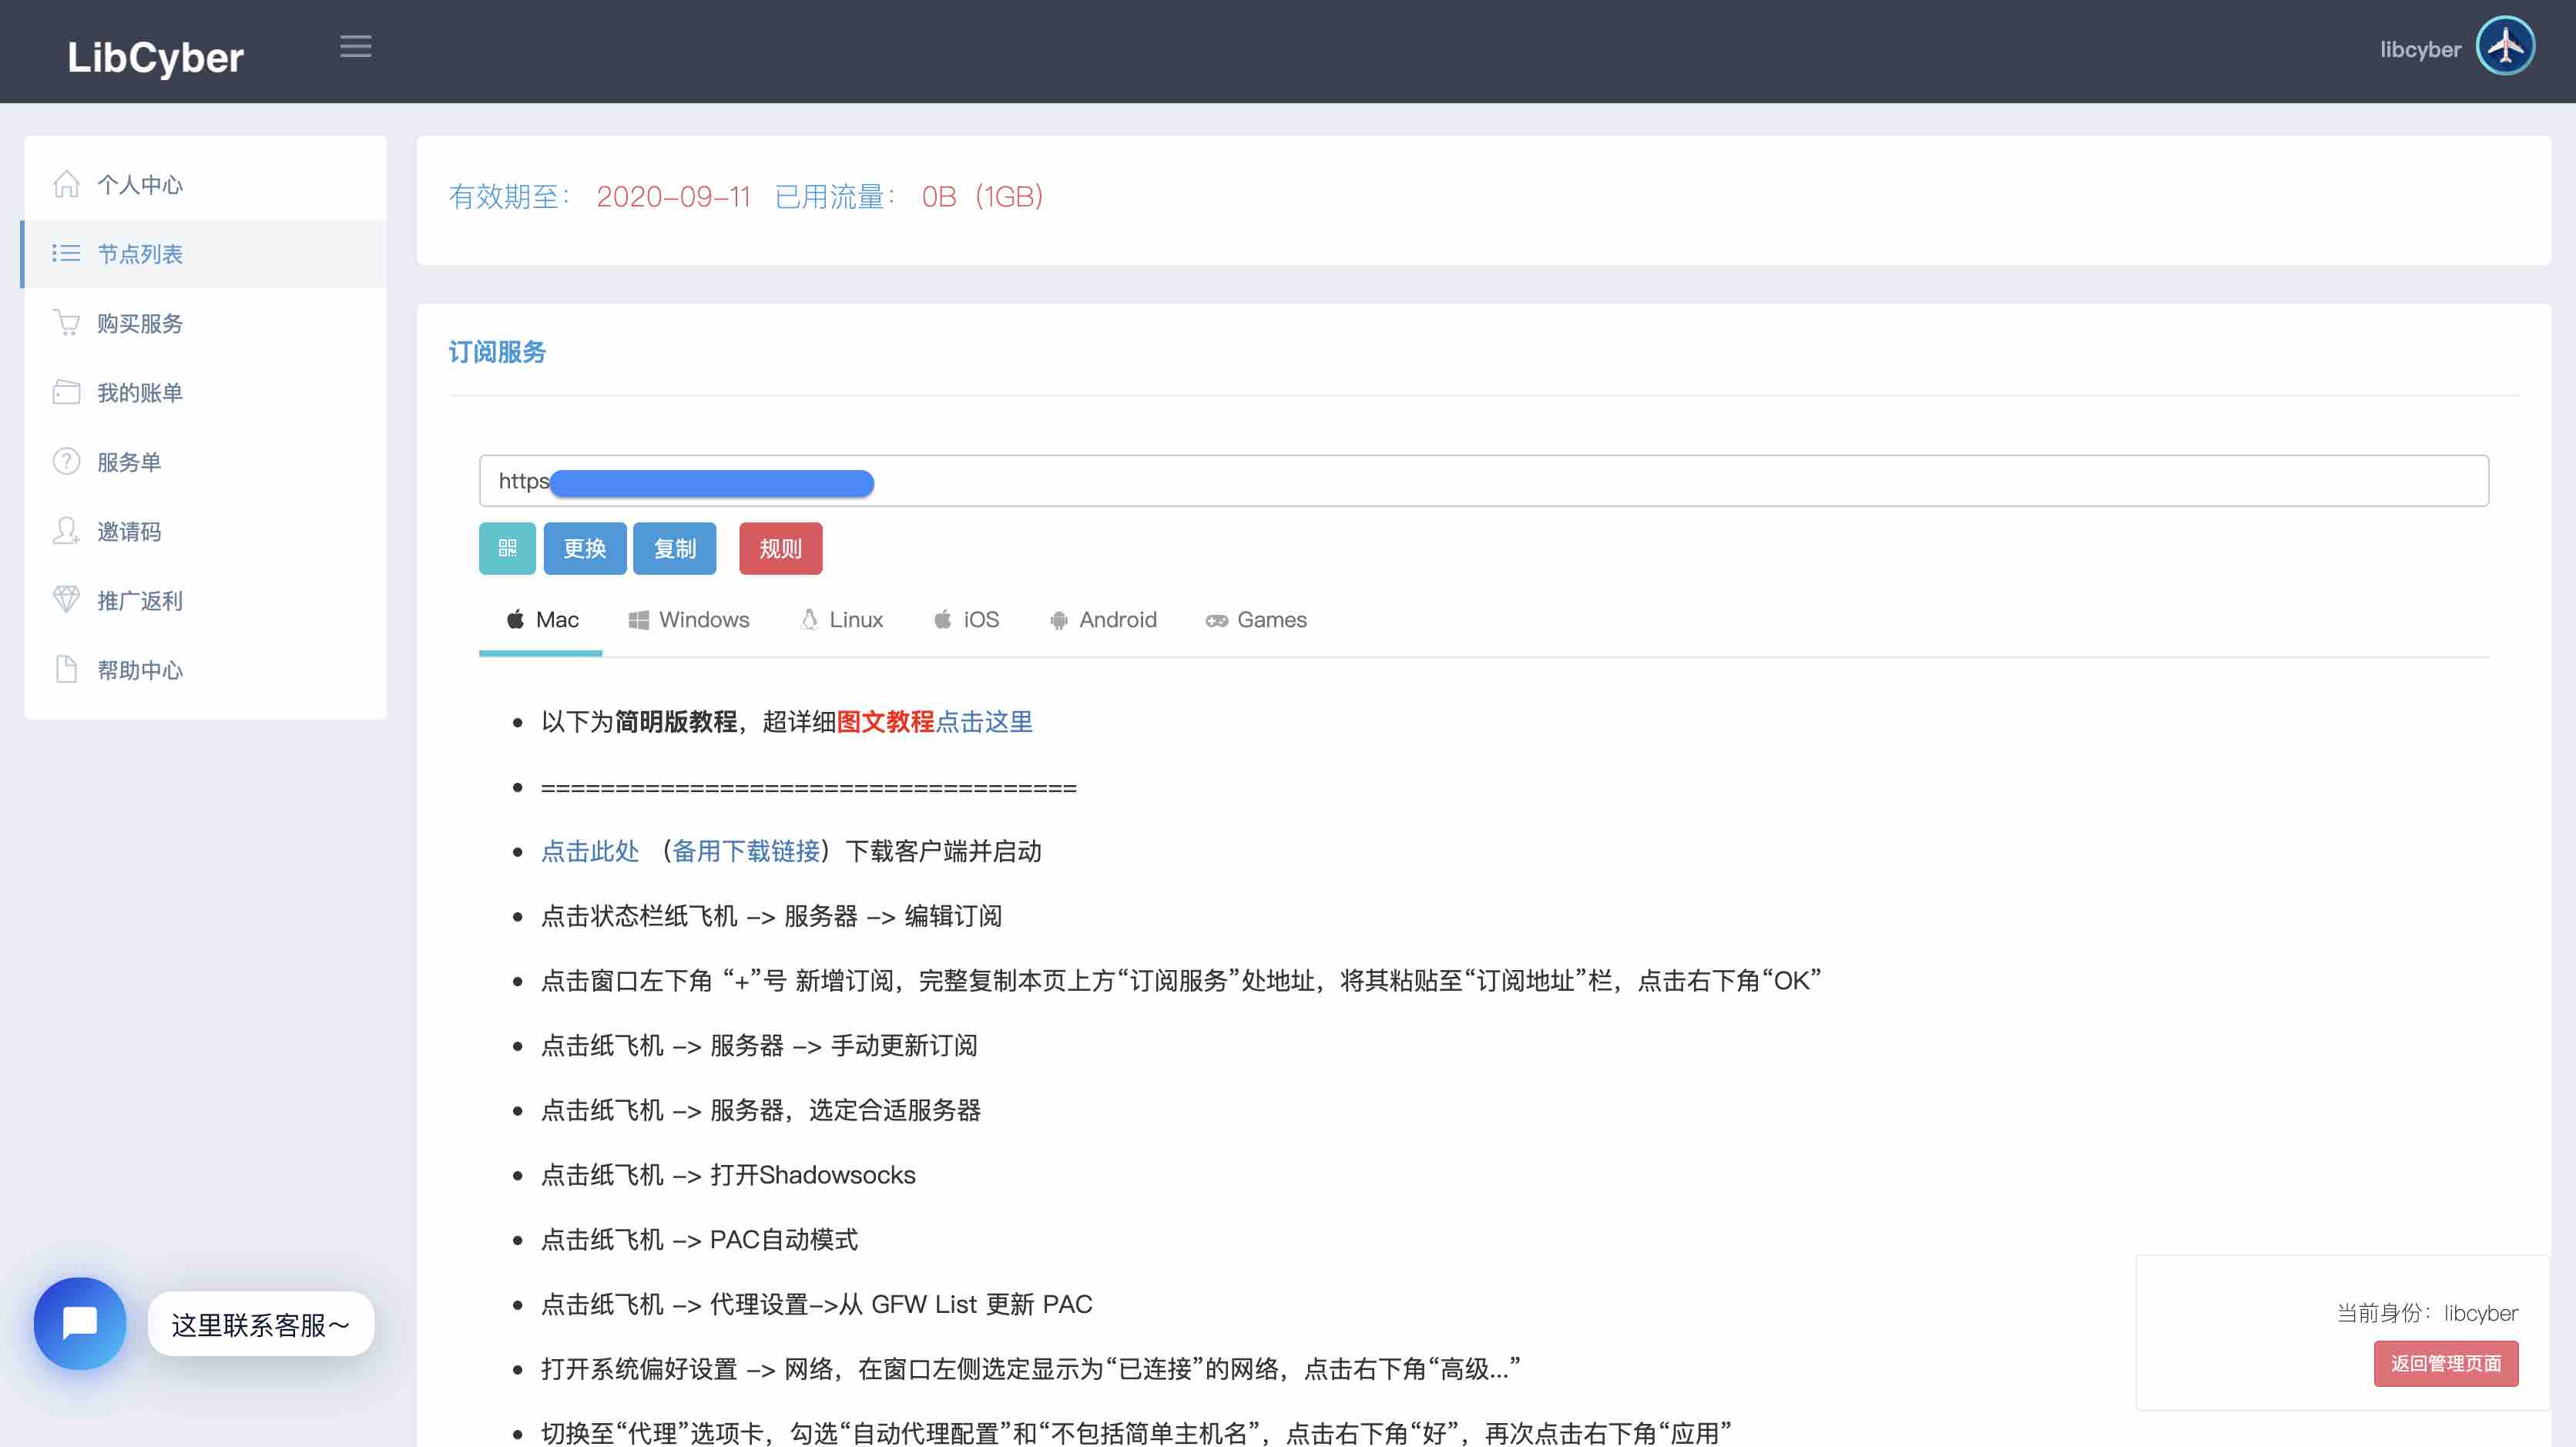 LibCyber
libcyber
个人中心
节点列表
购买服务
我的账单
服务单
邀请码
推广返利
帮助中心
有效期至： 2020-09-11 已用流量： 0B (1GB)
订阅服务
https
更换 复制 规则
Mac Windows Linux iOS Android Games
以下为简明版教程，超详细图文教程点击这里
====================================
点击此处 （备用下载链接）下载客户端并启动
点击状态栏纸飞机 -> 服务器 -> 编辑订阅
点击窗口左下角 “+”号 新增订阅，完整复制本页上方“订阅服务”处地址，将其粘贴至“订阅地址”栏，点击右下角“OK”
点击纸飞机 -> 服务器 -> 手动更新订阅
点击纸飞机 -> 服务器，选定合适服务器
点击纸飞机 -> 打开Shadowsocks
点击纸飞机 -> PAC自动模式
点击纸飞机 -> 代理设置->从 GFW List 更新 PAC
打开系统偏好设置 -> 网络，在窗口左侧选定显示为“已连接”的网络，点击右下角“高级...”
切换至“代理”选项卡，勾选“自动代理配置”和“不包括简单主机名”，点击右下角“好”，再次点击右下角“应用”
这里联系客服～
当前身份：libcyber
返回管理页面